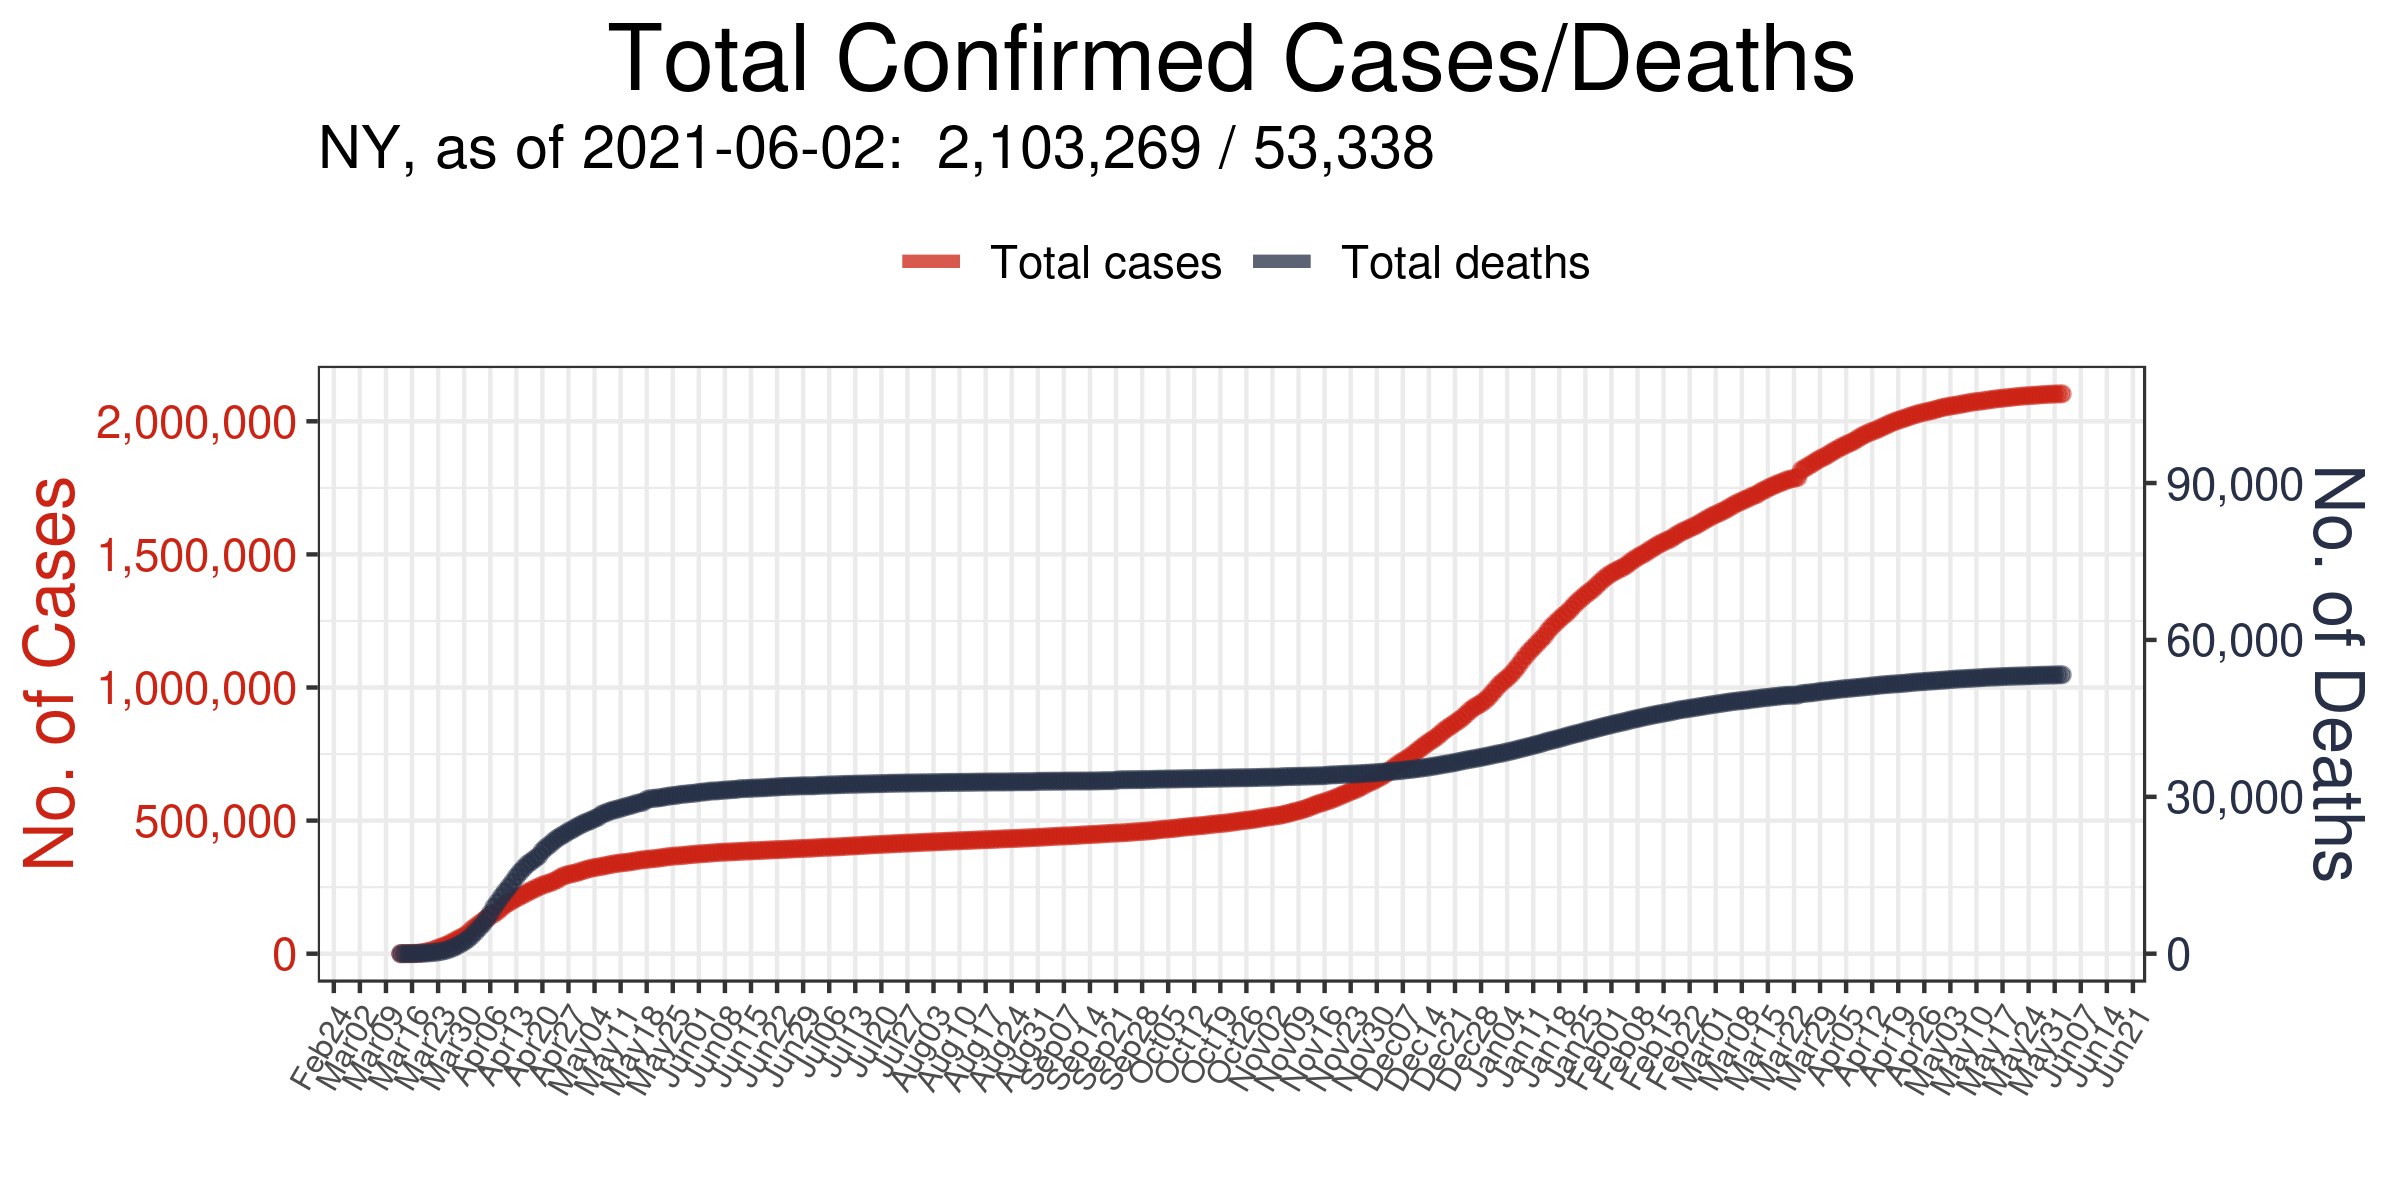 Total Confirmed Cases/Deaths
NY, as of 2021-06-02:  2,103,269 / 53,338
Total cases
Total deaths
No. of Cases
2,000,000
1,500,000
1,000,000
500,000
0
90,000
60,000
30,000
0
No. of Deaths
Feb24
Mar02
Mar09
Mar16
Mar23
Mar30
Apr06
Apr13
Apr20
Apr27
May04
May11
May18
May25
Jun01
Jun08
Jun15
Jun22
Jun29
Jul06
Jul13
Jul20
Jul27
Aug03
Aug10
Aug17
Aug24
Aug31
Sep07
Sep14
Sep21
Sep28
Oct05
Oct12
Oct19
Oct26
Nov02
Nov09
Nov16
Nov23
Nov30
Dec07
Dec14
Dec21
Dec28
Jan04
Jan11
Jan18
Jan25
Feb01
Feb08
Feb15
Feb22
Mar01
Mar08
Mar15
Mar22
Mar29
Apr05
Apr12
Apr19
Apr26
May03
May10
May17
May24
May31
Jun07
Jun14
Jun21